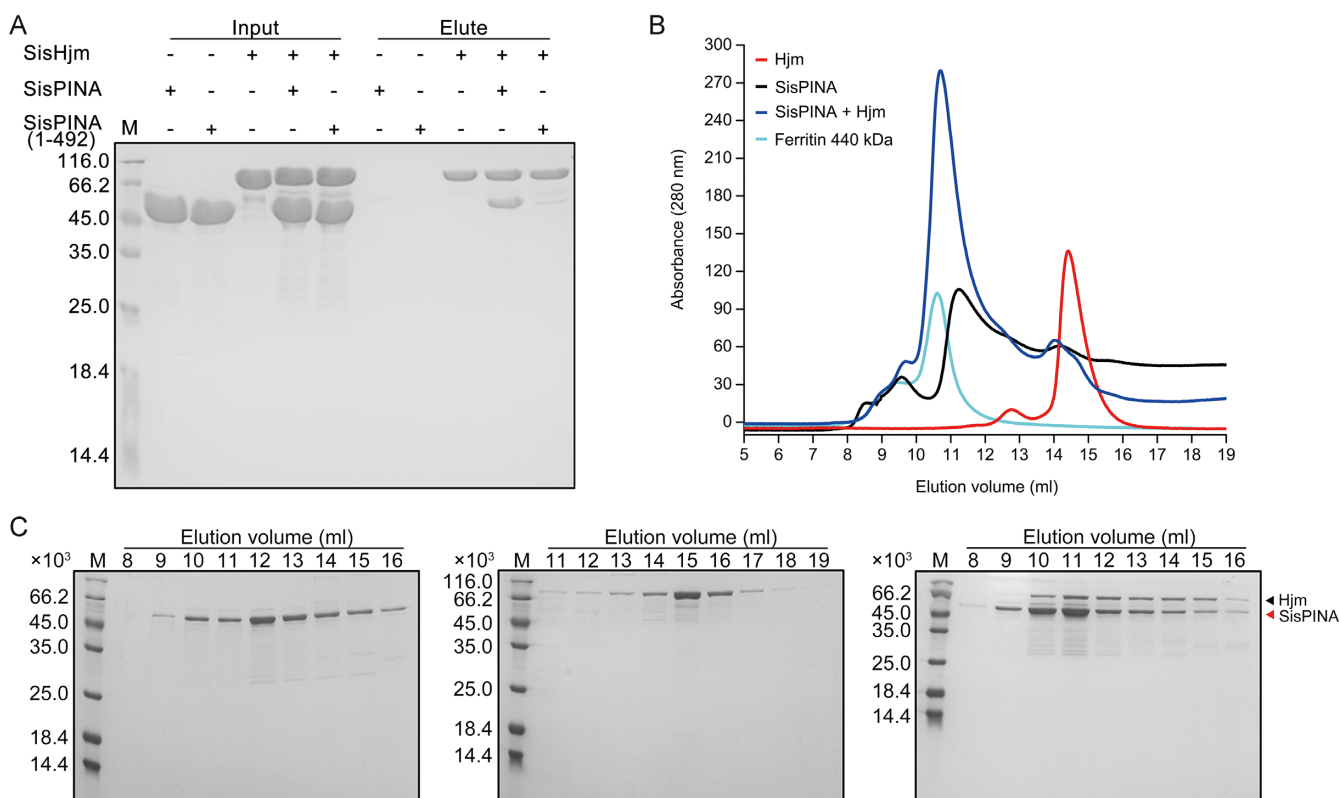 A
Input Elute
SisHjm - - + + + - - + + +
SisPINA + - - + - + - - + -
SisPINA
(1-492) M - + - - + - + - - +
116.0
66.2
45.0
35.0
25.0
18.4
14.4
B
300
270
240
210
180
150
120
90
60
30
0
Absorbance (280 nm)
Hjm
SisPINA
SisPINA + Hjm
Ferritin 440 kDa
5 6 7 8 9 10 11 12 13 14 15 16 17 18 19
Elution volume (ml)
C
Elution volume (ml)
×10³ M 8 9 10 11 12 13 14 15 16
66.2
45.0
35.0
25.0
18.4
14.4
Elution volume (ml)
×10³ M 11 12 13 14 15 16 17 18 19
116.0
66.2
45.0
35.0
25.0
18.4
14.4
Elution volume (ml)
×10³ M 8 9 10 11 12 13 14 15 16
66.2
45.0
35.0
25.0
18.4
14.4
Hjm
SisPINA